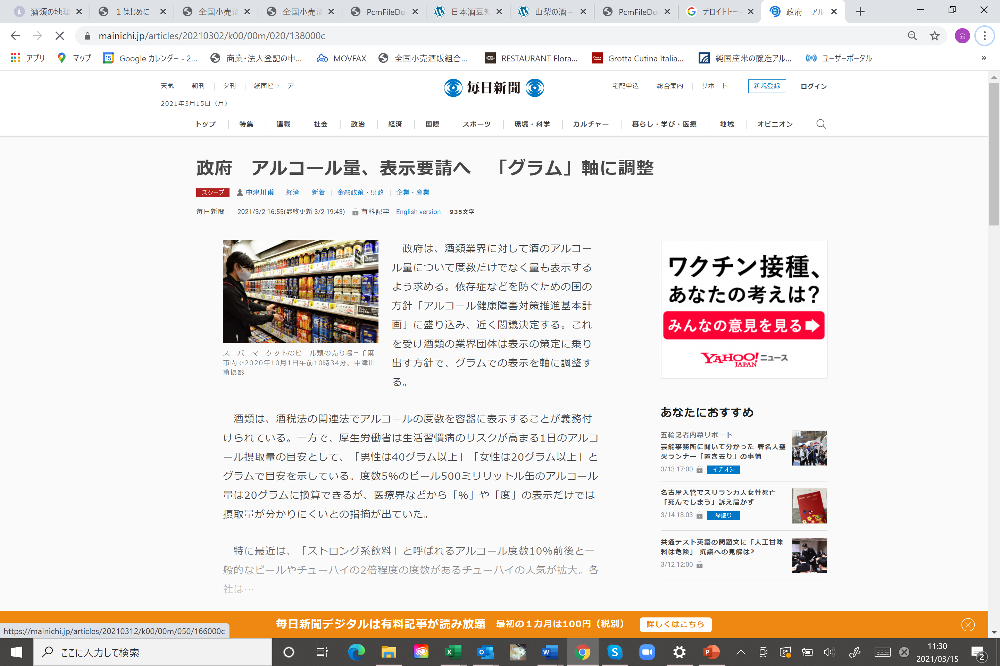 酒類の地理
1 はじめに
全国小売酒
全国小売酒
PcmFileDo
日本酒豆知
山梨の酒 –
PcmFileDo
デロイトトーマ
政府　アル
mainichi.jp/articles/20210302/k00/00m/020/138000c
会
アプリ
マップ
15
Google カレンダー - 2...
商業・法人登記の申...
MOVFAX
全国小売酒販組合...
RESTAURANT Flora...
Grotta Cutina Italia...
純国産米の醸造アル...
ユーザーポータル
»
天気　朝刊　夕刊　紙面ビューアー
毎日新聞
宅配申込　総合案内　サポート　新規登録　ログイン
2021年3月15日（月）
トップ　特集　連載　社会　政治　経済　国際　スポーツ　環境・科学　カルチャー　暮らし・学び・医療　地域　オピニオン
政府　アルコール量、表示要請へ　「グラム」軸に調整
スクープ　中津川甫　経済　新着　金融政策・財政　企業・産業
毎日新聞　2021/3/2 16:55(最終更新 3/2 19:43)　有料記事　English version　935文字
スーパーマーケットのビール類の売り場＝千葉
市内で2020年10月1日午前10時34分、中津川
甫撮影
政府は、酒類業界に対して酒のアルコー
ル量について度数だけでなく量も表示する
よう求める。依存症などを防ぐための国の
方針「アルコール健康障害対策推進基本計
画」に盛り込み、近く閣議決定する。これ
を受け酒類の業界団体は表示の策定に乗り
出す方針で、グラムでの表示を軸に調整す
る。
酒類は、酒税法の関連法でアルコールの度数を容器に表示することが義務付
けられている。一方で、厚生労働省は生活習慣病のリスクが高まる1日のアルコ
ール摂取量の目安として、「男性は40グラム以上」「女性は20グラム以上」と
グラムで目安を示している。度数5%のビール500ミリリットル缶のアルコール
量は20グラムに換算できるが、医療界などから「%」や「度」の表示だけでは
摂取量が分かりにくいとの指摘が出ていた。
特に最近は、「ストロング系飲料」と呼ばれるアルコール度数10%前後と一
般的なビールやチューハイの2倍程度の度数があるチューハイの人気が拡大。各
社は…
ワクチン接種、
あなたの考えは?
みんなの意見を見る
YAHOO! ニュース
JAPAN
あなたにおすすめ
五輪記者内幕リポート
芸能事務所に聞いて分かった 著名人聖
火ランナー「置き去り」の事情
3/13 17:00　イチオシ
名古屋入管でスリランカ人女性死亡
「死んでしまう」訴え届かず
3/14 18:03　深掘り
共通テスト英語の問題文に「人工甘味
料は危険」 抗議への見解は?
3/12 12:00
毎日新聞デジタルは有料記事が読み放題　最初の１カ月は100円（税別）　詳しくはこちら
https://mainichi.jp/articles/20210312/k00/00m/050/166000c
ここに入力して検索
11:30
2021/03/15
2